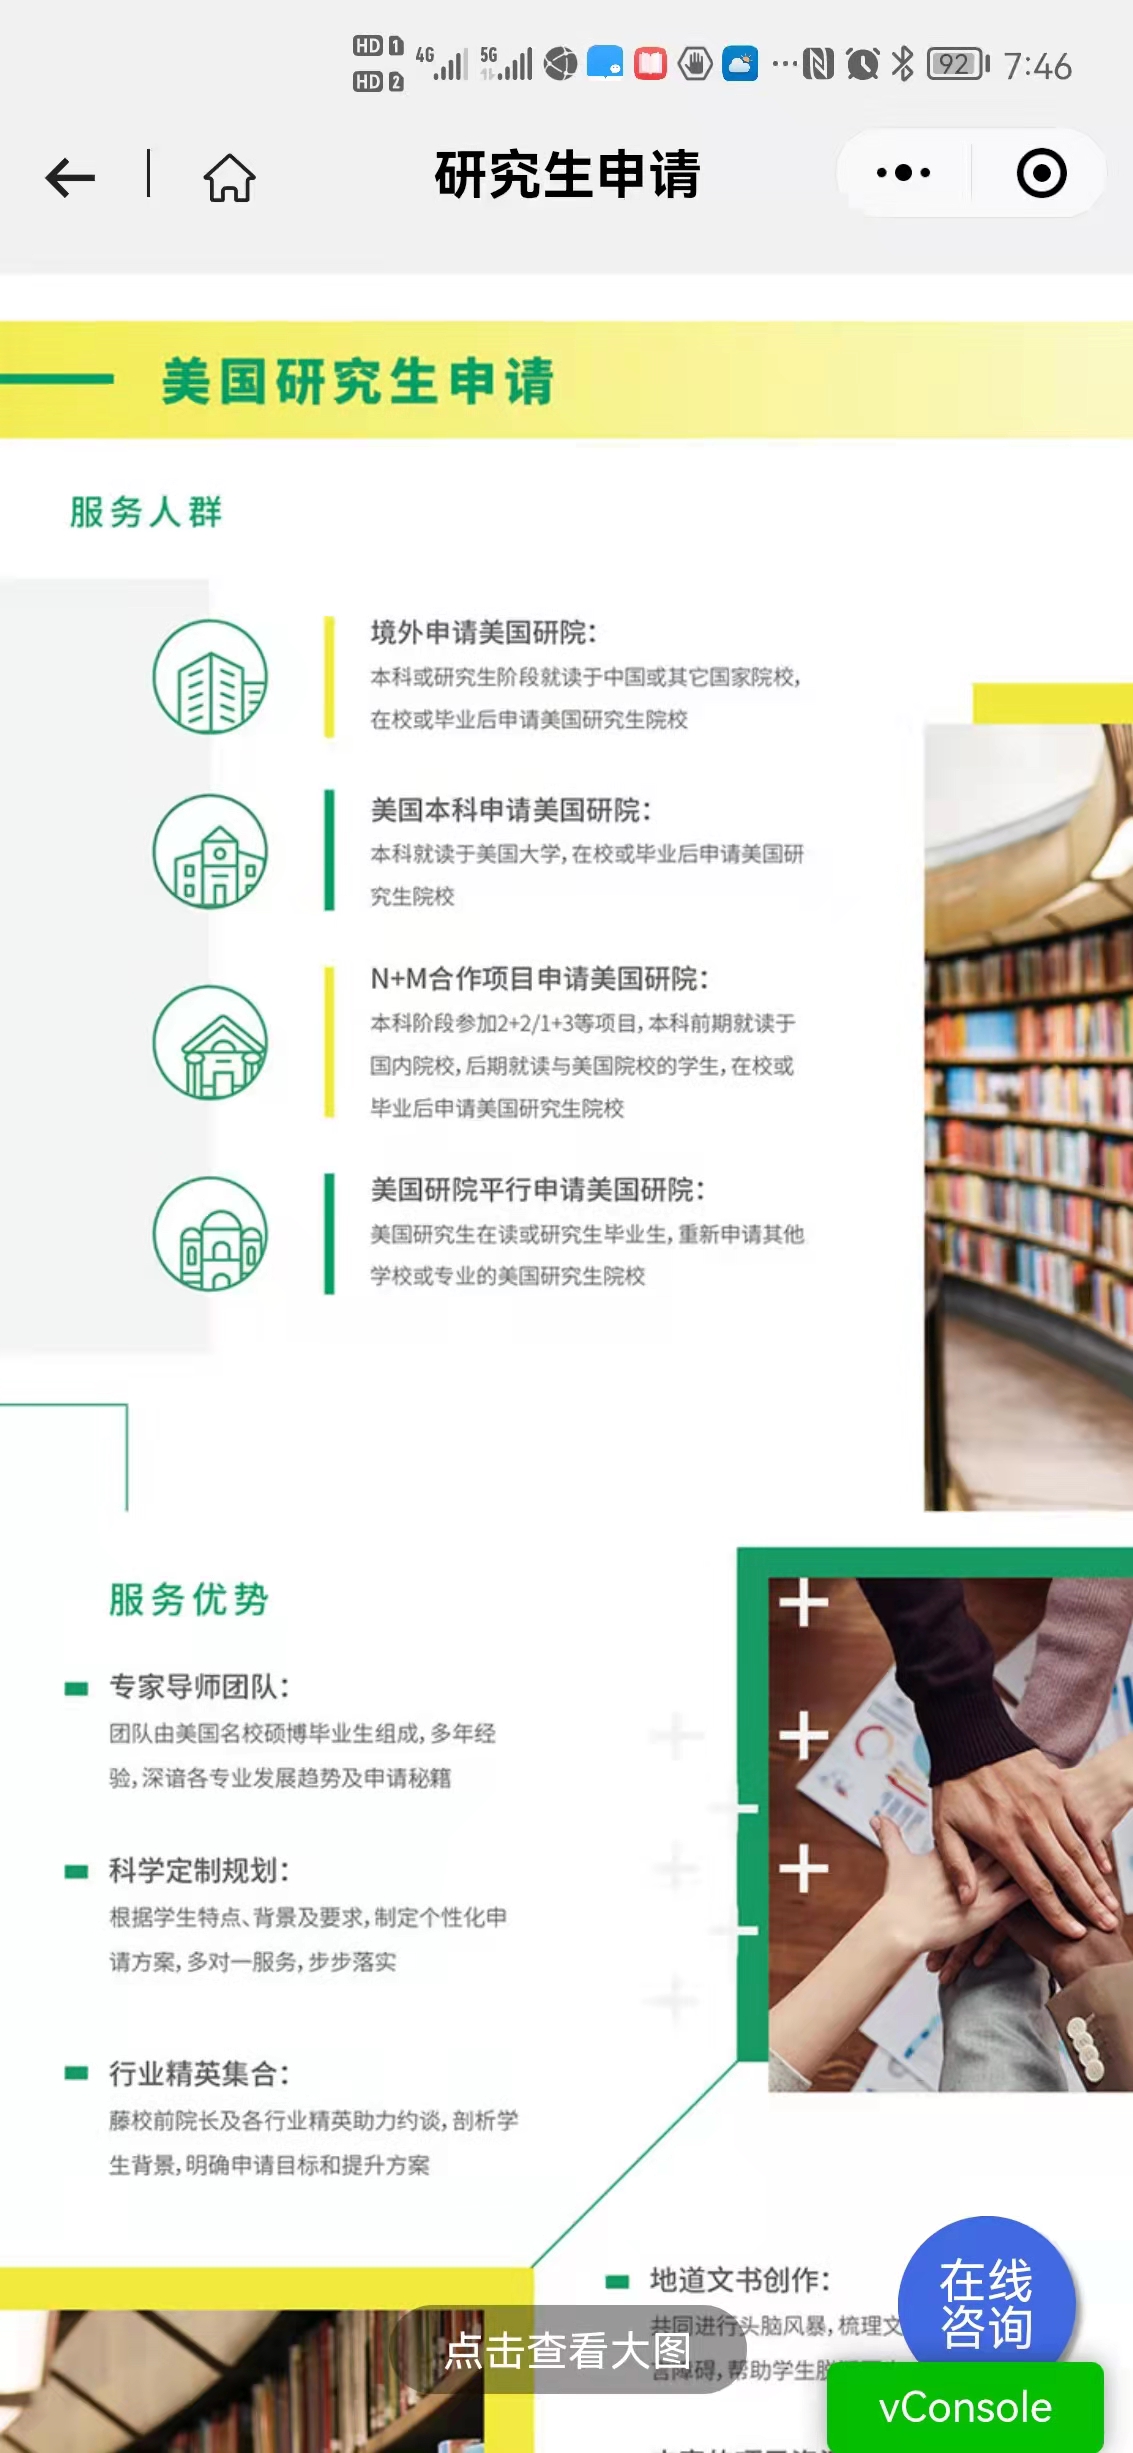 HD 1
HD 2
4G
5G
92
7:46
研究生申请
美国研究生申请
服务人群
境外申请美国研院：
本科或研究生阶段就读于中国或其它国家院校，
在校或毕业后申请美国研究生院校
美国本科申请美国研院：
本科就读于美国大学，在校或毕业后申请美国研
究生院校
N+M合作项目申请美国研院：
本科阶段参加2+2/1+3等项目，本科前期就读于
国内院校，后期就读与美国院校的学生，在校或
毕业后申请美国研究生院校
美国研院平行申请美国研院：
美国研究生在读或研究生毕业生，重新申请其他
学校或专业的美国研究生院校
服务优势
专家导师团队：
团队由美国名校硕博毕业生组成，多年经
验，深谙各专业发展趋势及申请秘籍
科学定制规划：
根据学生特点、背景及要求，制定个性化申
请方案，多对一服务，步步落实
行业精英集合：
藤校前院长及各行业精英助力约谈，剖析学
生背景，明确申请目标和提升方案
地道文书创作：
共同进行头脑风暴，梳理文
言障碍，帮助学生脱
点击查看大图
在线
咨询
vConsole